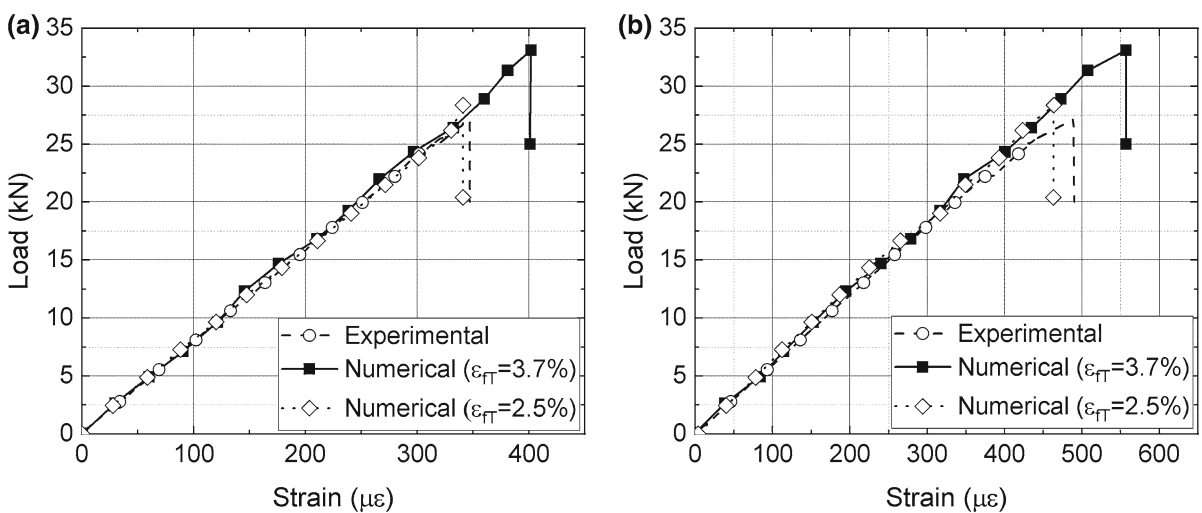 (a)
35
30
25
20
15
10
5
0
Load (kN)
0 100 200 300 400
Strain (με)
Experimental
Numerical (ε_fT=3.7%)
Numerical (ε_fT=2.5%)
(b)
35
30
25
20
15
10
5
0
Load (kN)
0 100 200 300 400 500 600
Strain (με)
Experimental
Numerical (ε_fT=3.7%)
Numerical (ε_fT=2.5%)